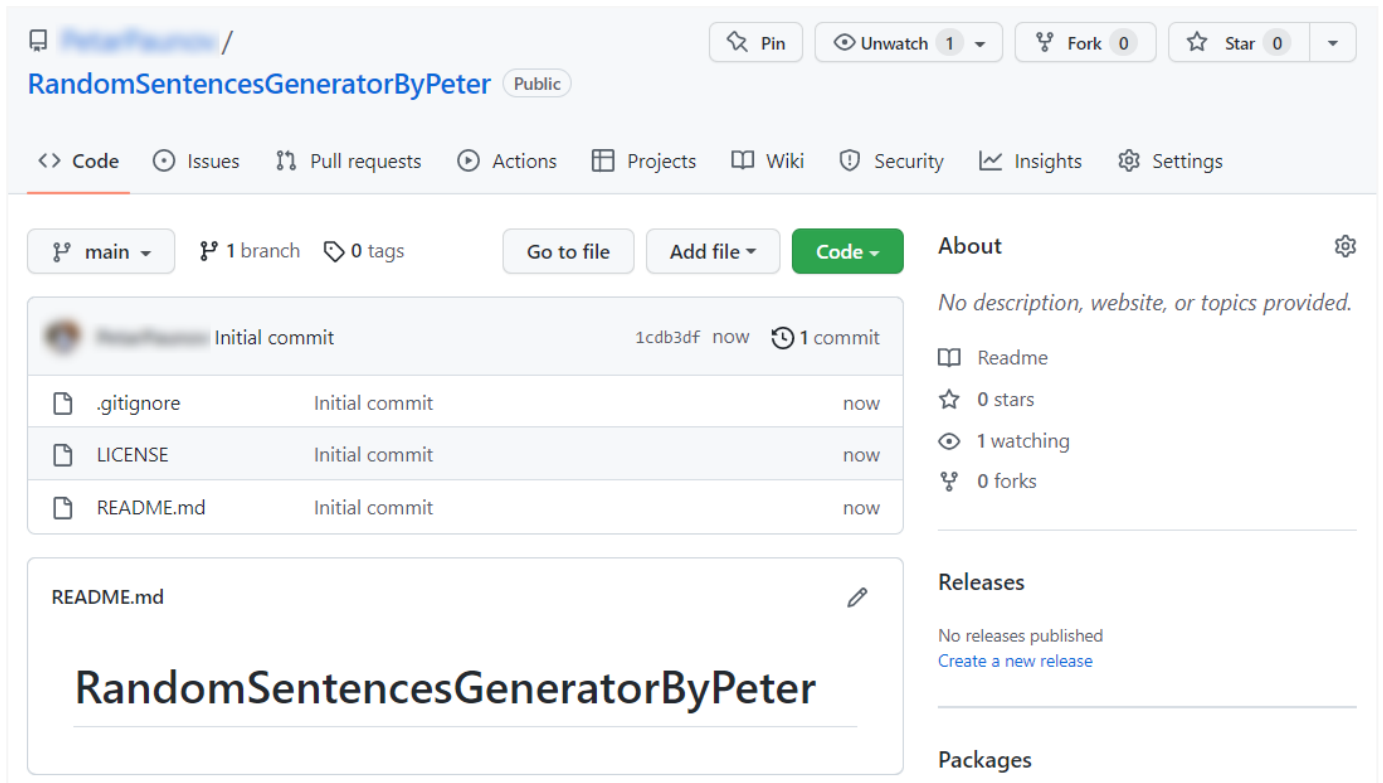 /
Pin
Unwatch 1
Fork 0
Star 0
RandomSentencesGeneratorByPeter Public
Code Issues Pull requests Actions Projects Wiki Security Insights Settings
main 1 branch 0 tags Go to file Add file Code
Initial commit 1cdb3df now 1 commit
.gitignore Initial commit now
LICENSE Initial commit now
README.md Initial commit now
README.md
RandomSentencesGeneratorByPeter
About
No description, website, or topics provided.
Readme
0 stars
1 watching
0 forks
Releases
No releases published
Create a new release
Packages